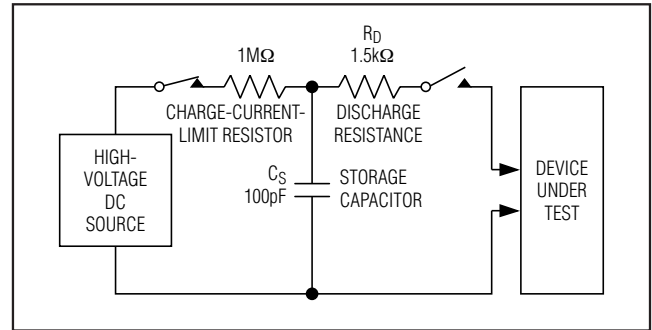 R_D
1MΩ
1.5kΩ
CHARGE-CURRENT-
LIMIT RESISTOR
DISCHARGE
RESISTANCE
HIGH-
VOLTAGE
DC
SOURCE
C_S
100pF
STORAGE
CAPACITOR
DEVICE
UNDER
TEST